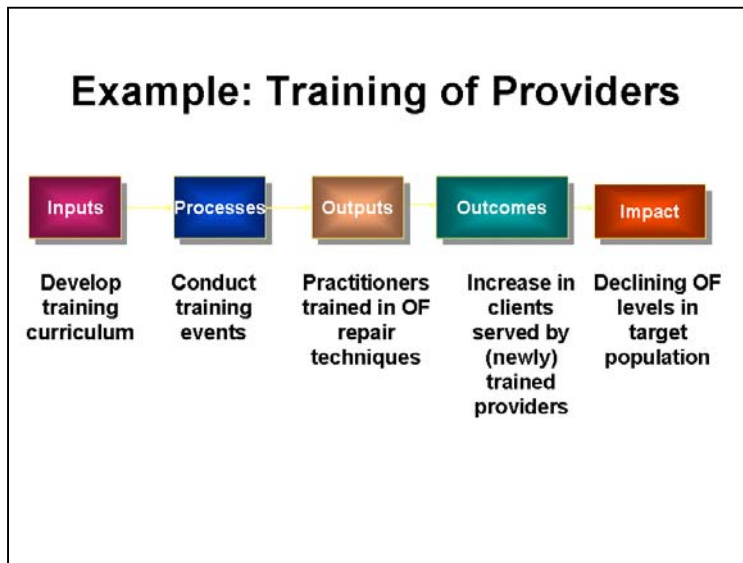 Example: Training of Providers
Inputs
Processes
Outputs
Outcomes
Impact
Develop
training
curriculum
Conduct
training
events
Practitioners
trained in OF
repair
techniques
Increase in
clients
served by
(newly)
trained
providers
Declining OF
levels in
target
population